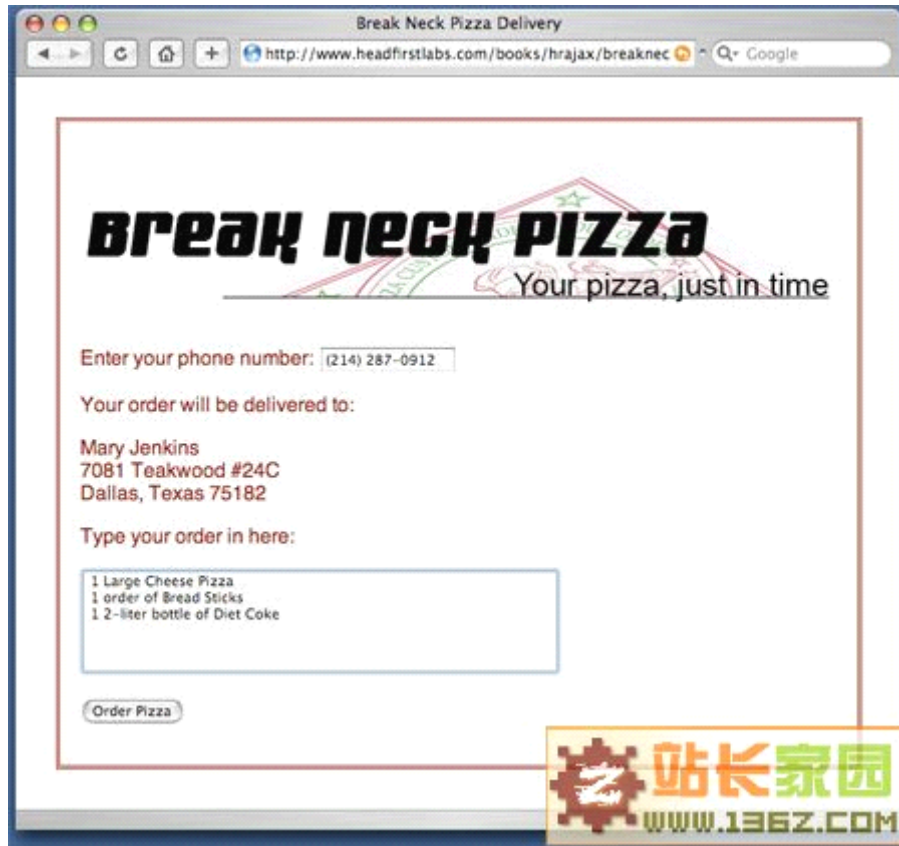 Break Neck Pizza Delivery
http://www.headfirstlabs.com/books/hrajax/breaknec
Google
Break Neck Pizza
Your pizza, just in time
Enter your phone number: (214) 287-0912
Your order will be delivered to:
Mary Jenkins
7081 Teakwood #24C
Dallas, Texas 75182
Type your order in here:
1 Large Cheese Pizza
1 order of Bread Sticks
1 2-liter bottle of Diet Coke
Order Pizza
站长家园
www.136z.com